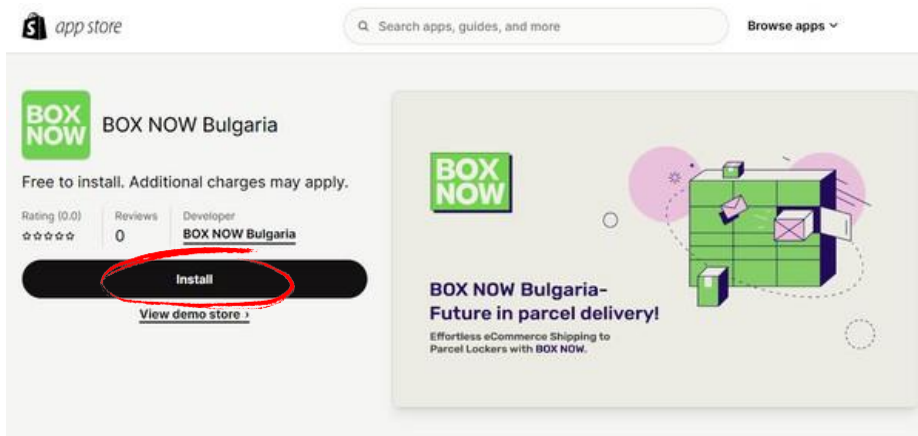 app store
Search apps, guides, and more
Browse apps
BOX
NOW
BOX NOW Bulgaria
Free to install. Additional charges may apply.
Rating (0.0)
Reviews
Developer
0
BOX NOW Bulgaria
Install
View demo store ›
BOX
NOW
BOX NOW Bulgaria-
Future in parcel delivery!
Effortless eCommerce Shipping to
Parcel Lockers with BOX NOW.